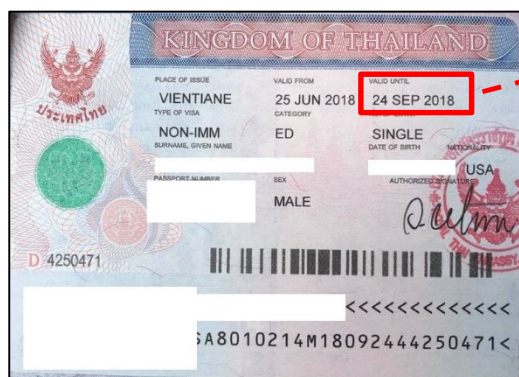 KINGDOM OF THAILAND
ประเทศไทย
PLACE OF ISSUE VALID FROM VALID UNTIL
VIENTIANE 25 JUN 2018 24 SEP 2018
TYPE OF VISA CATEGORY
NON-IMM ED SINGLE
SURNAME, GIVEN NAME DATE OF BIRTH NATIONALITY
USA
PASSPORT NUMBER SEX AUTHORIZED SIGNATURE
MALE
D 4250471
<<<<<<<<<<<<<
SA8010214M18092444250471<